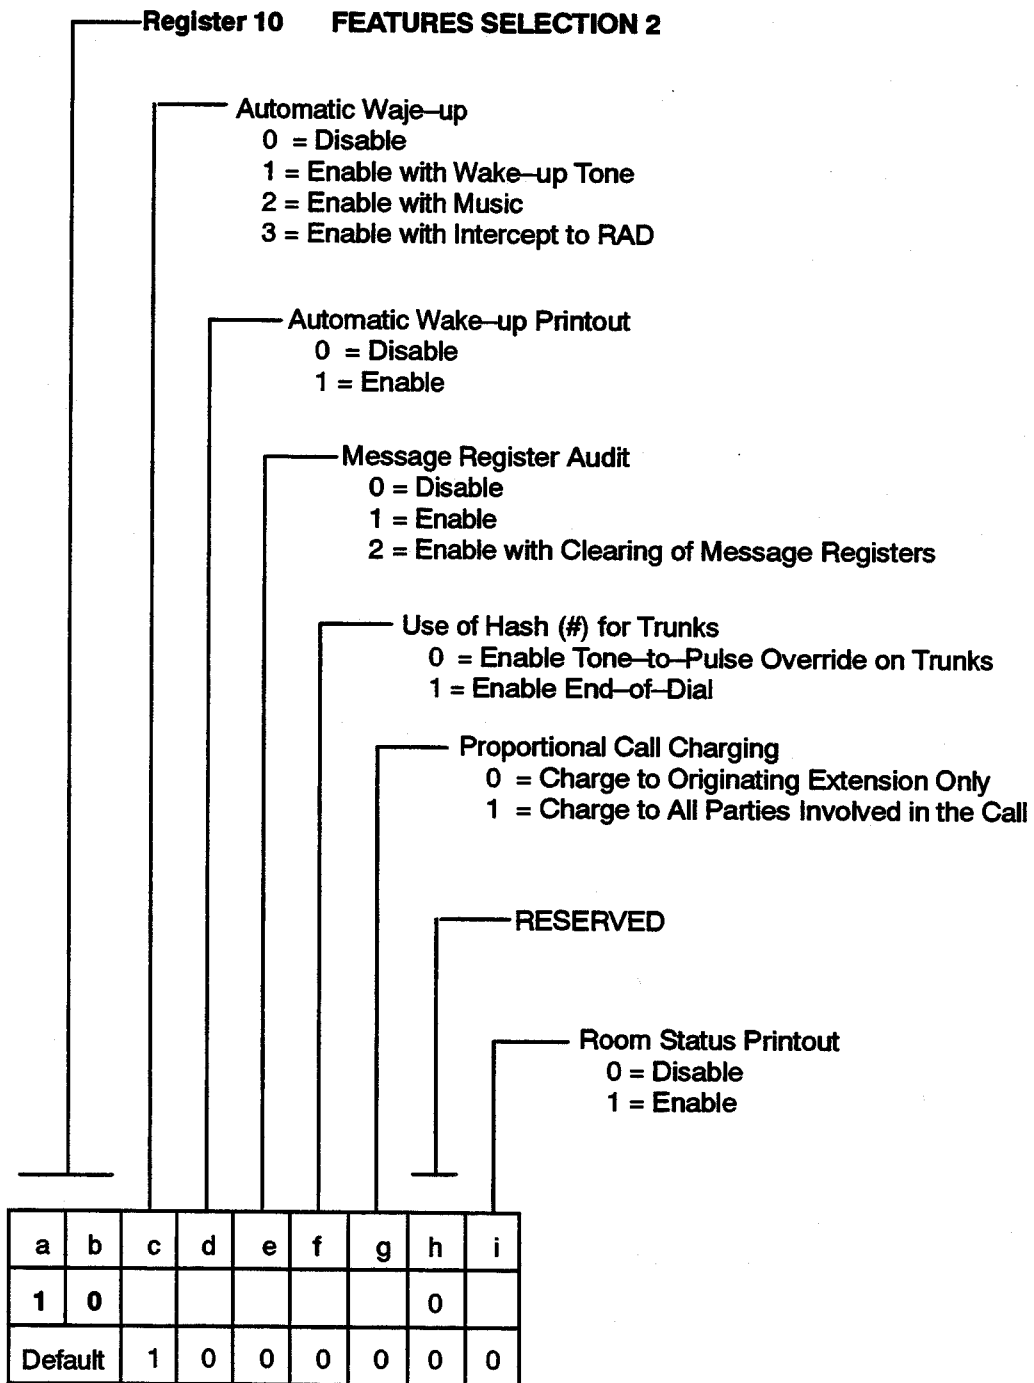 Register 10 FEATURES SELECTION 2
Automatic Waje–up
0 = Disable
1 = Enable with Wake–up Tone
2 = Enable with Music
3 = Enable with Intercept to RAD
Automatic Wake–up Printout
0 = Disable
1 = Enable
Message Register Audit
0 = Disable
1 = Enable
2 = Enable with Clearing of Message Registers
Use of Hash (#) for Trunks
0 = Enable Tone–to–Pulse Override on Trunks
1 = Enable End–of–Dial
Proportional Call Charging
0 = Charge to Originating Extension Only
1 = Charge to All Parties Involved in the Call
RESERVED
Room Status Printout
0 = Disable
1 = Enable
a b c d e f g h i
1 0 0
Default 1 0 0 0 0 0 0